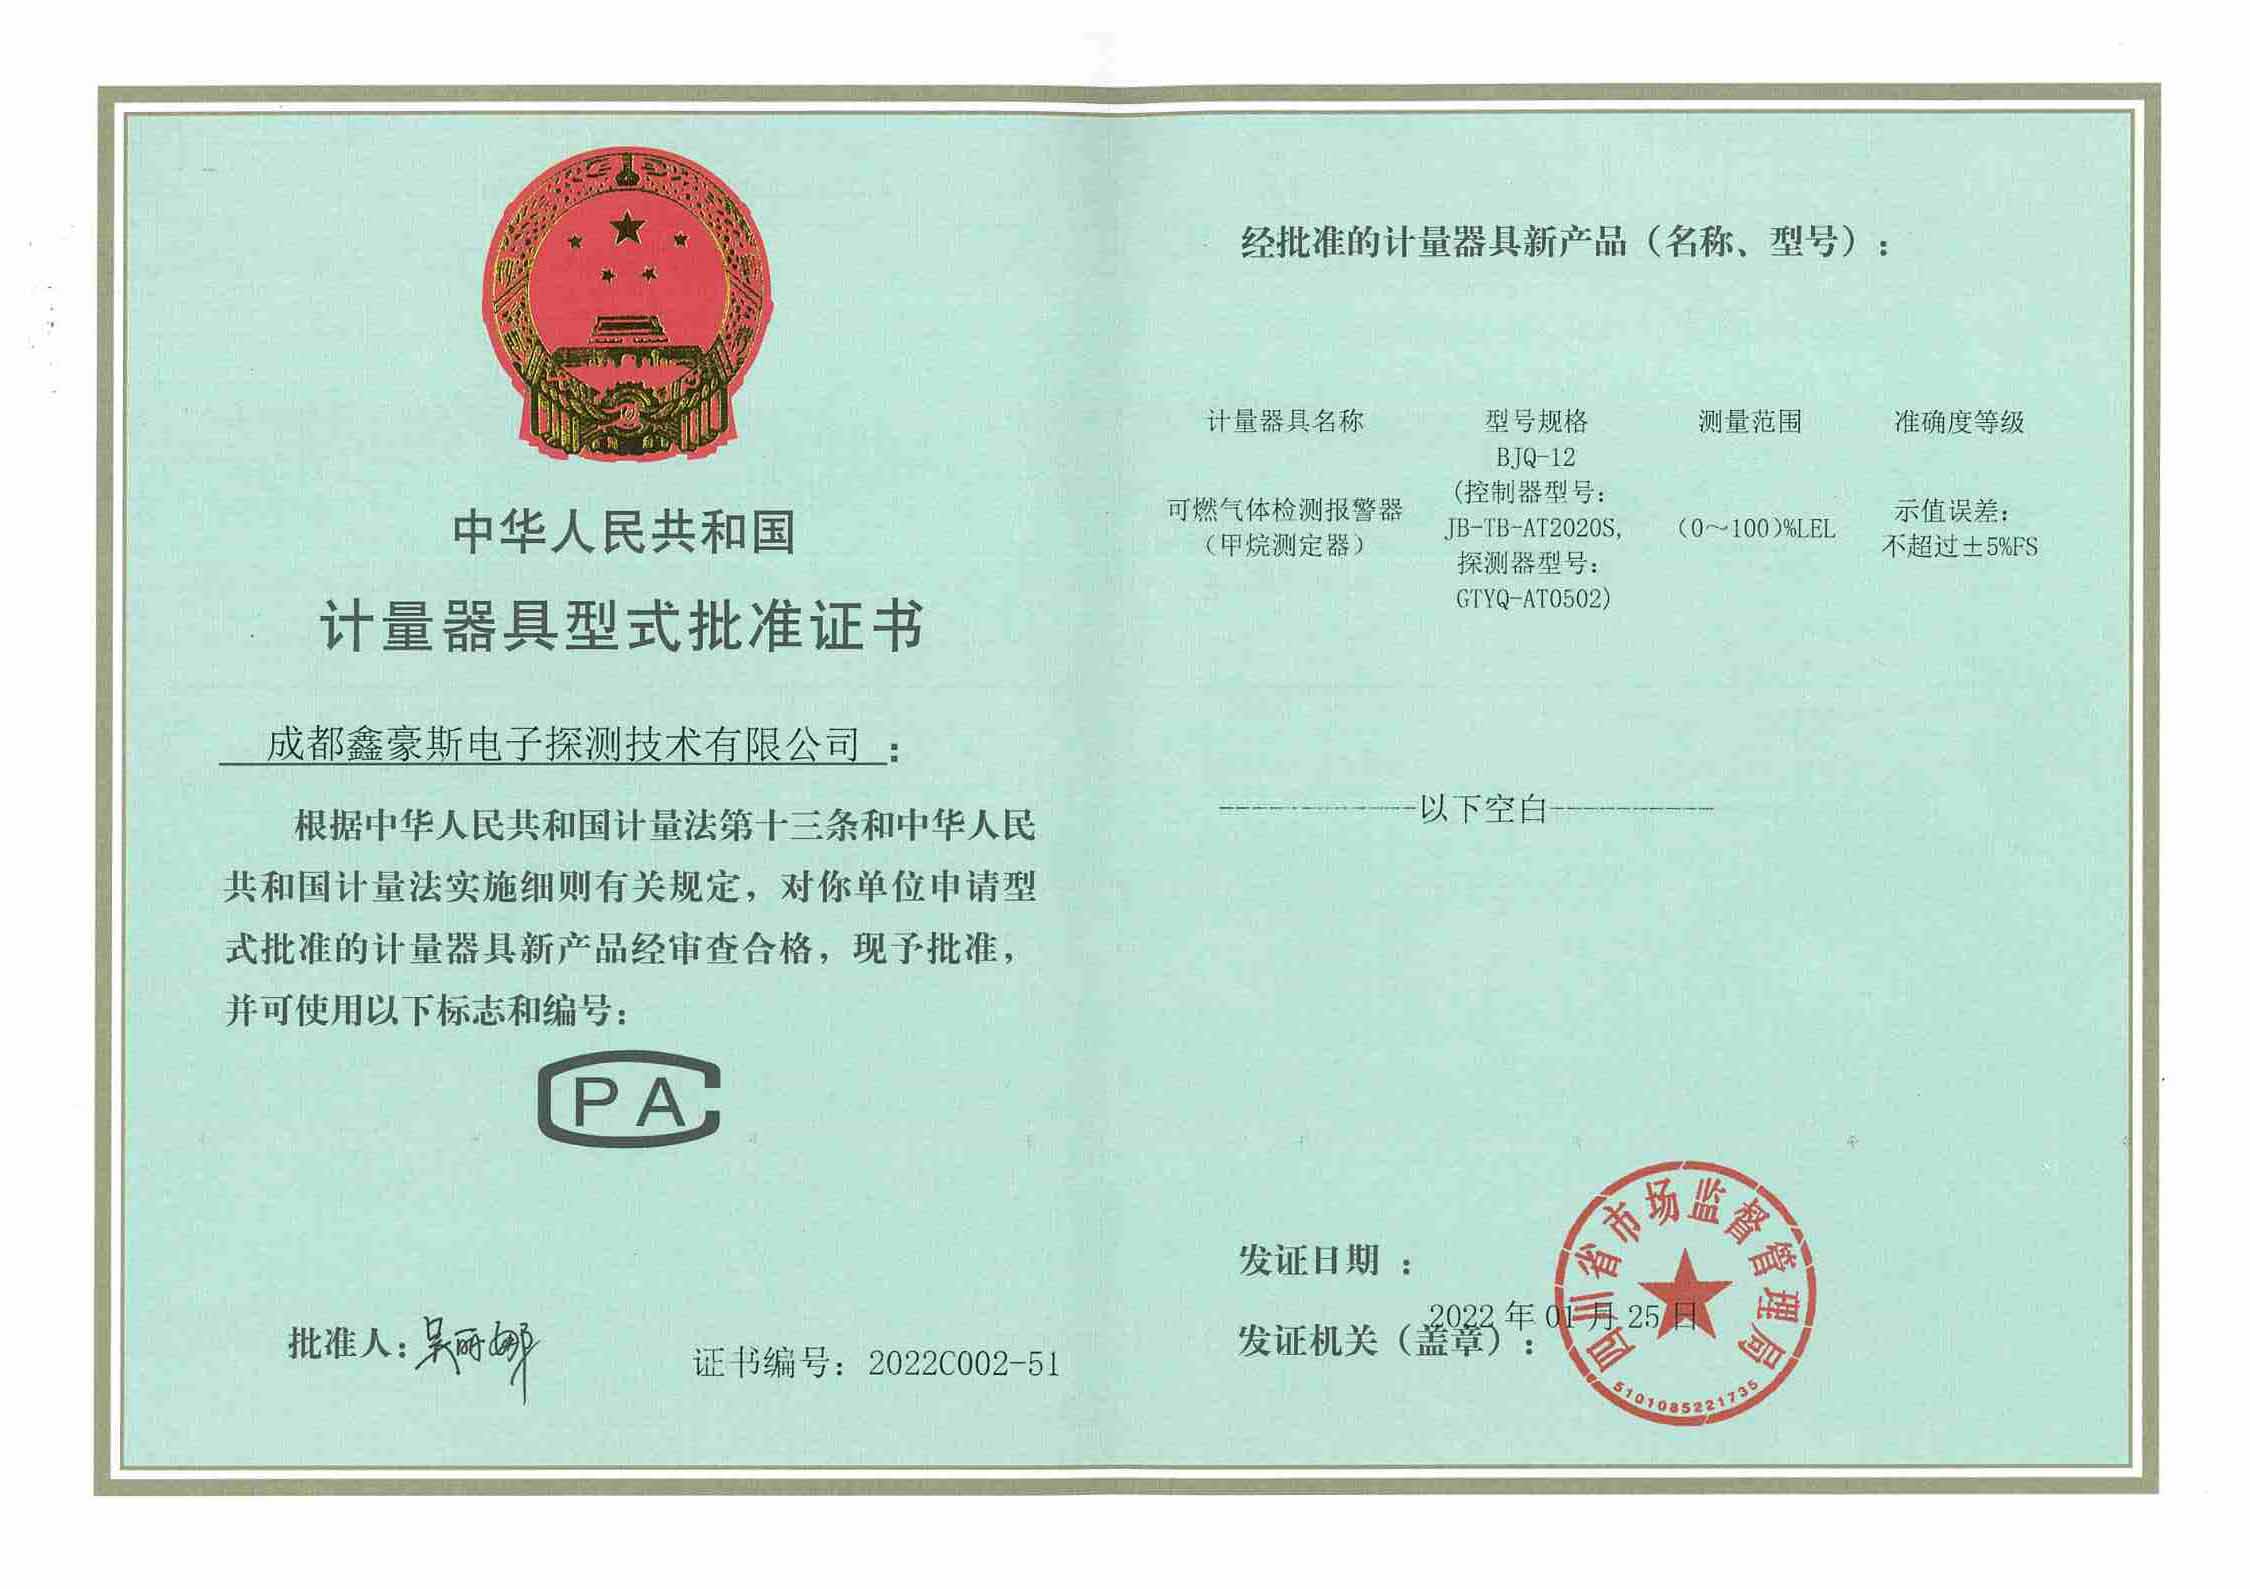 中华人民共和国
计量器具型式批准证书
成都鑫豪斯电子探测技术有限公司：
根据中华人民共和国计量法第十三条和中华人民
共和国计量法实施细则有关规定，对你单位申请型
式批准的计量器具新产品经审查合格，现予批准，
并可使用以下标志和编号：
CPA
批准人：吴丽娜
证书编号：2022C002-51
经批准的计量器具新产品（名称、型号）：
计量器具名称 型号规格 测量范围 准确度等级
BJQ-12
(控制器型号：
可燃气体检测报警器 JB-TB-AT2020S, (0～100)%LEL 示值误差：
（甲烷测定器） 探测器型号： 不超过±5%FS
GTYQ-AT0502)
------------以下空白------------
发证日期：
2022 年 01 月 25 日
发证机关（盖章）：
四川省市场监督管理局
5101085221735